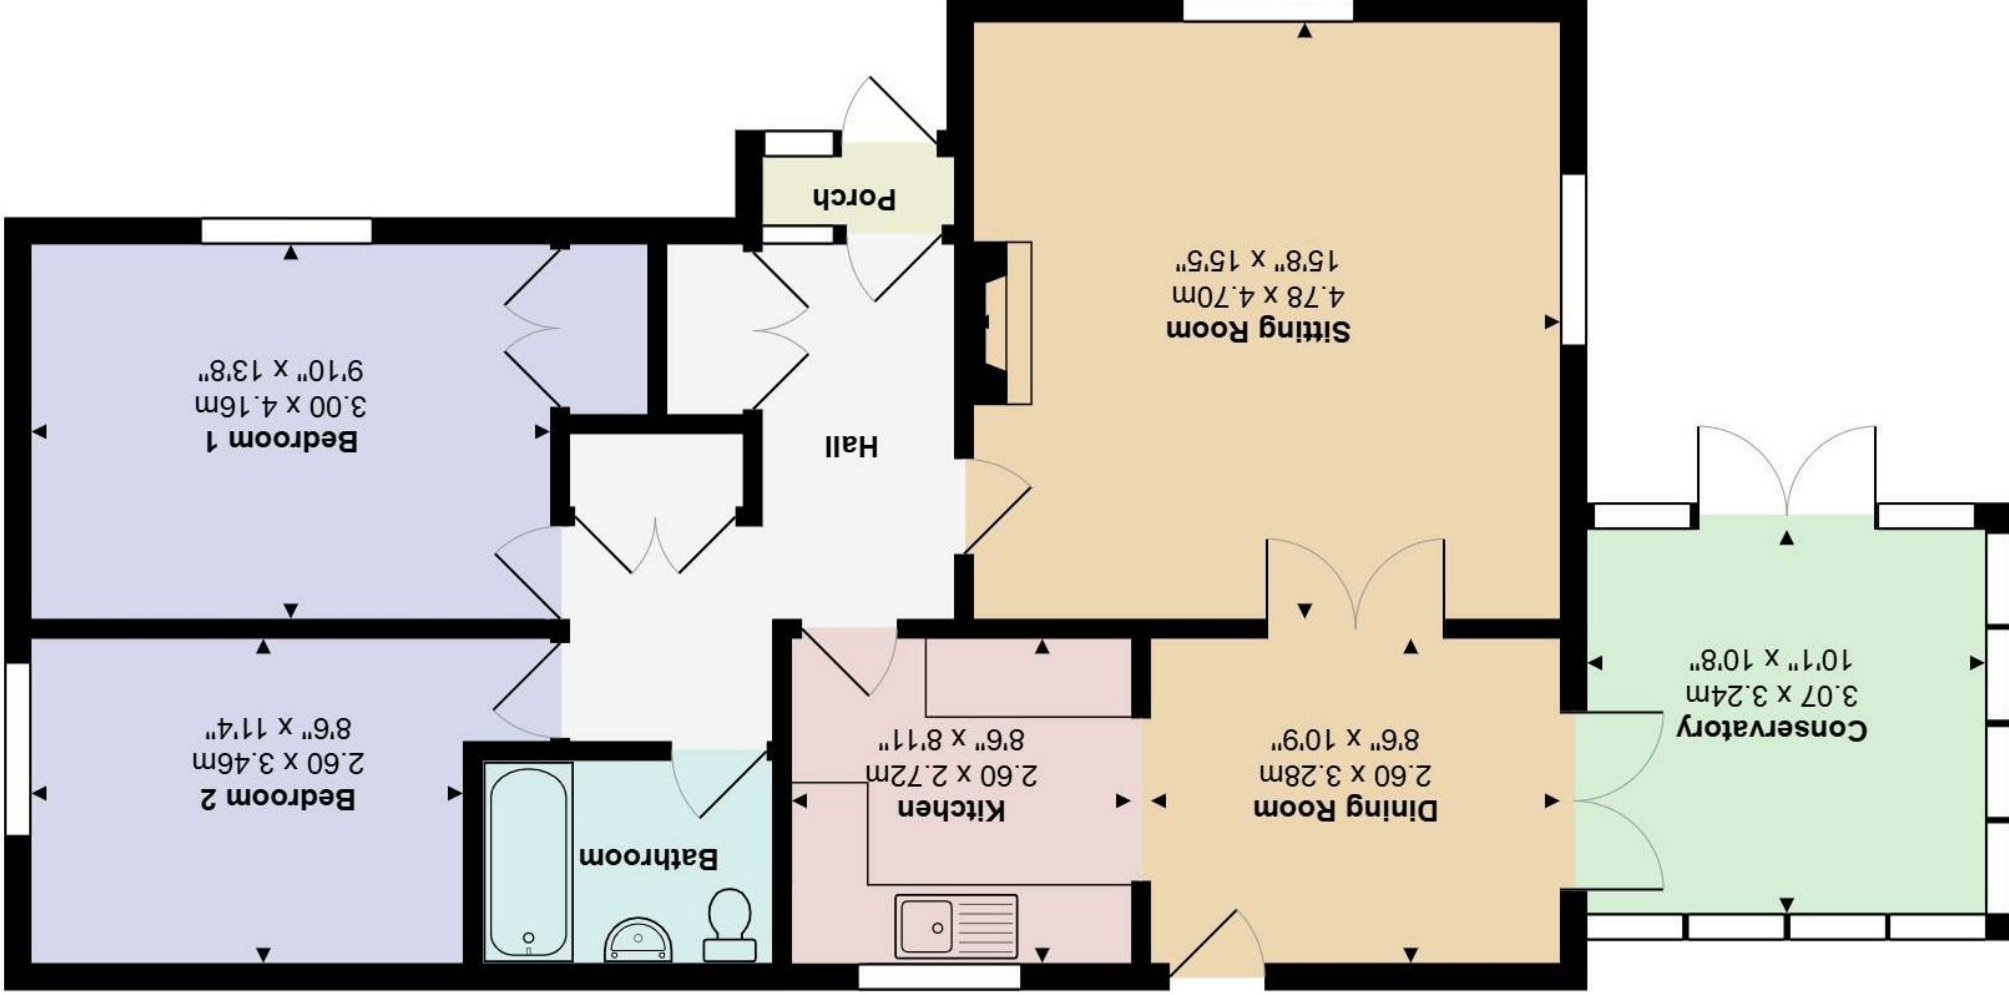 Conservatory
3.07 x 3.24m
10'1" x 10'8"
Dining Room
2.60 x 3.28m
8'6" x 10'9"
Kitchen
2.60 x 2.72m
8'6" x 8'11"
Bathroom
Bedroom 2
2.60 x 3.46m
8'6" x 11'4"
Sitting Room
4.78 x 4.70m
15'8" x 15'5"
Hall
Bedroom 1
3.00 x 4.16m
9'10" x 13'8"
Porch